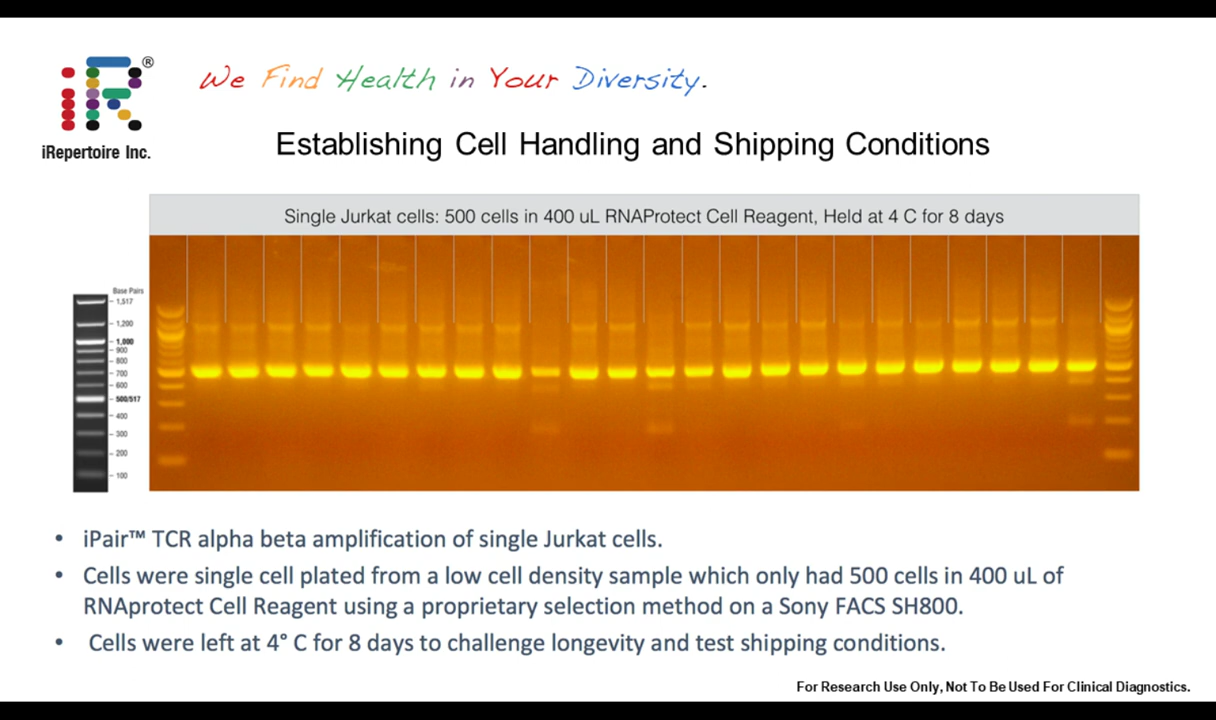 iR®
We Find Health in Your Diversity.
iRepertoire Inc.
Establishing Cell Handling and Shipping Conditions
Single Jurkat cells: 500 cells in 400 uL RNAProtect Cell Reagent, Held at 4 C for 8 days
Base Pairs
1,517
1,200
1,000
900
800
700
600
500/517
400
300
200
100
• iPair™ TCR alpha beta amplification of single Jurkat cells.
• Cells were single cell plated from a low cell density sample which only had 500 cells in 400 uL of
RNAprotect Cell Reagent using a proprietary selection method on a Sony FACS SH800.
• Cells were left at 4° C for 8 days to challenge longevity and test shipping conditions.
For Research Use Only, Not To Be Used For Clinical Diagnostics.